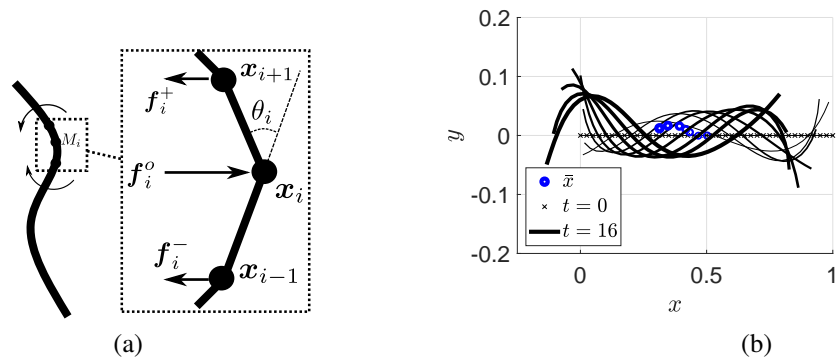 x_{i+1}
f_i^+
θ_i
M_i
f_i^o
x_i
f_i^-
x_{i-1}
(a)
0.2
0.1
0
-0.1
-0.2
y
x̄
t = 0
t = 16
0
0.5
1
x
(b)